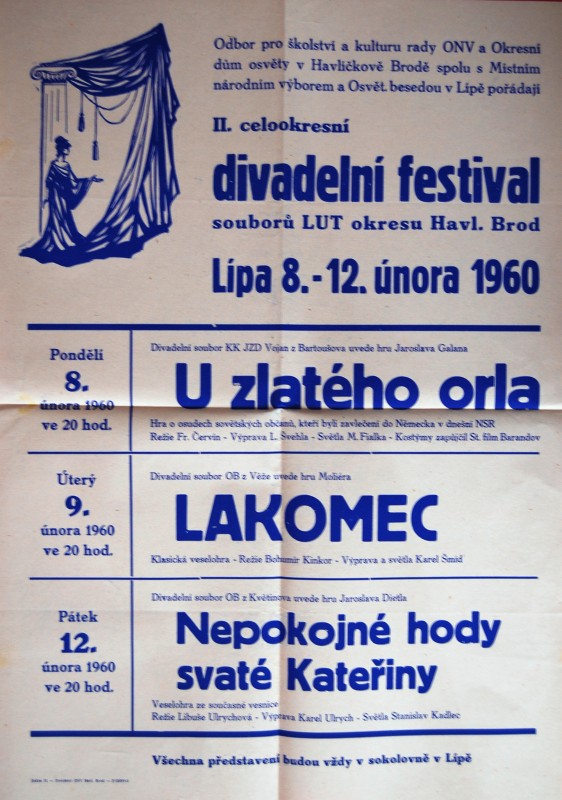 Odbor pro školství a kulturu rady ONV a Okresní
dům osvěty v Havlíčkově Brodě spolu s Místním
národním výborem a Osvět. besedou v Lípě pořádají
II. celookresní
divadelní festival
souborů LUT okresu Havl. Brod
Lípa 8. - 12. února 1960
Pondělí
8.
února 1960
ve 20 hod.
Divadelní soubor KK JZD Vojan z Bartoušova uvede hru Jaroslava Galana
U zlatého orla
Hra o osudech sovětských občanů, kteří byli zavlečeni do Německa v dnešní NSR
Režie Fr. Červín - Výprava L. Švehla - Světla M. Fialka - Kostýmy zapůjčil St. film Barandov
Úterý
9.
února 1960
ve 20 hod.
Divadelní soubor OB z Věže uvede hru Moliéra
LAKOMEC
Klasická veselohra - Režie Bohumír Kinkor - Výprava a světla Karel Šmíd
Pátek
12.
února 1960
ve 20 hod.
Divadelní soubor OB z Květinova uvede hru Jaroslava Dietla
Nepokojné hody
svaté Kateřiny
Veselohra ze současné vesnice
Režie Libuše Ulrychová - Výprava Karel Ulrych - Světla Stanislav Kadlec
Všechna představení budou vždy v sokolovně v Lípě